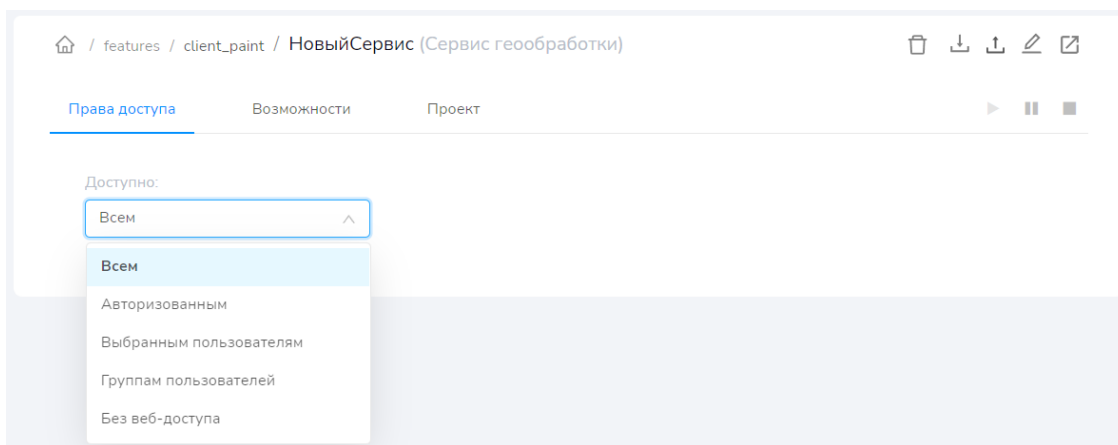 / features / client_paint / НовыйСервис (Сервис геообработки)
Права доступа Возможности Проект
Доступно:
Всем
Всем
Авторизованным
Выбранным пользователям
Группам пользователей
Без веб-доступа